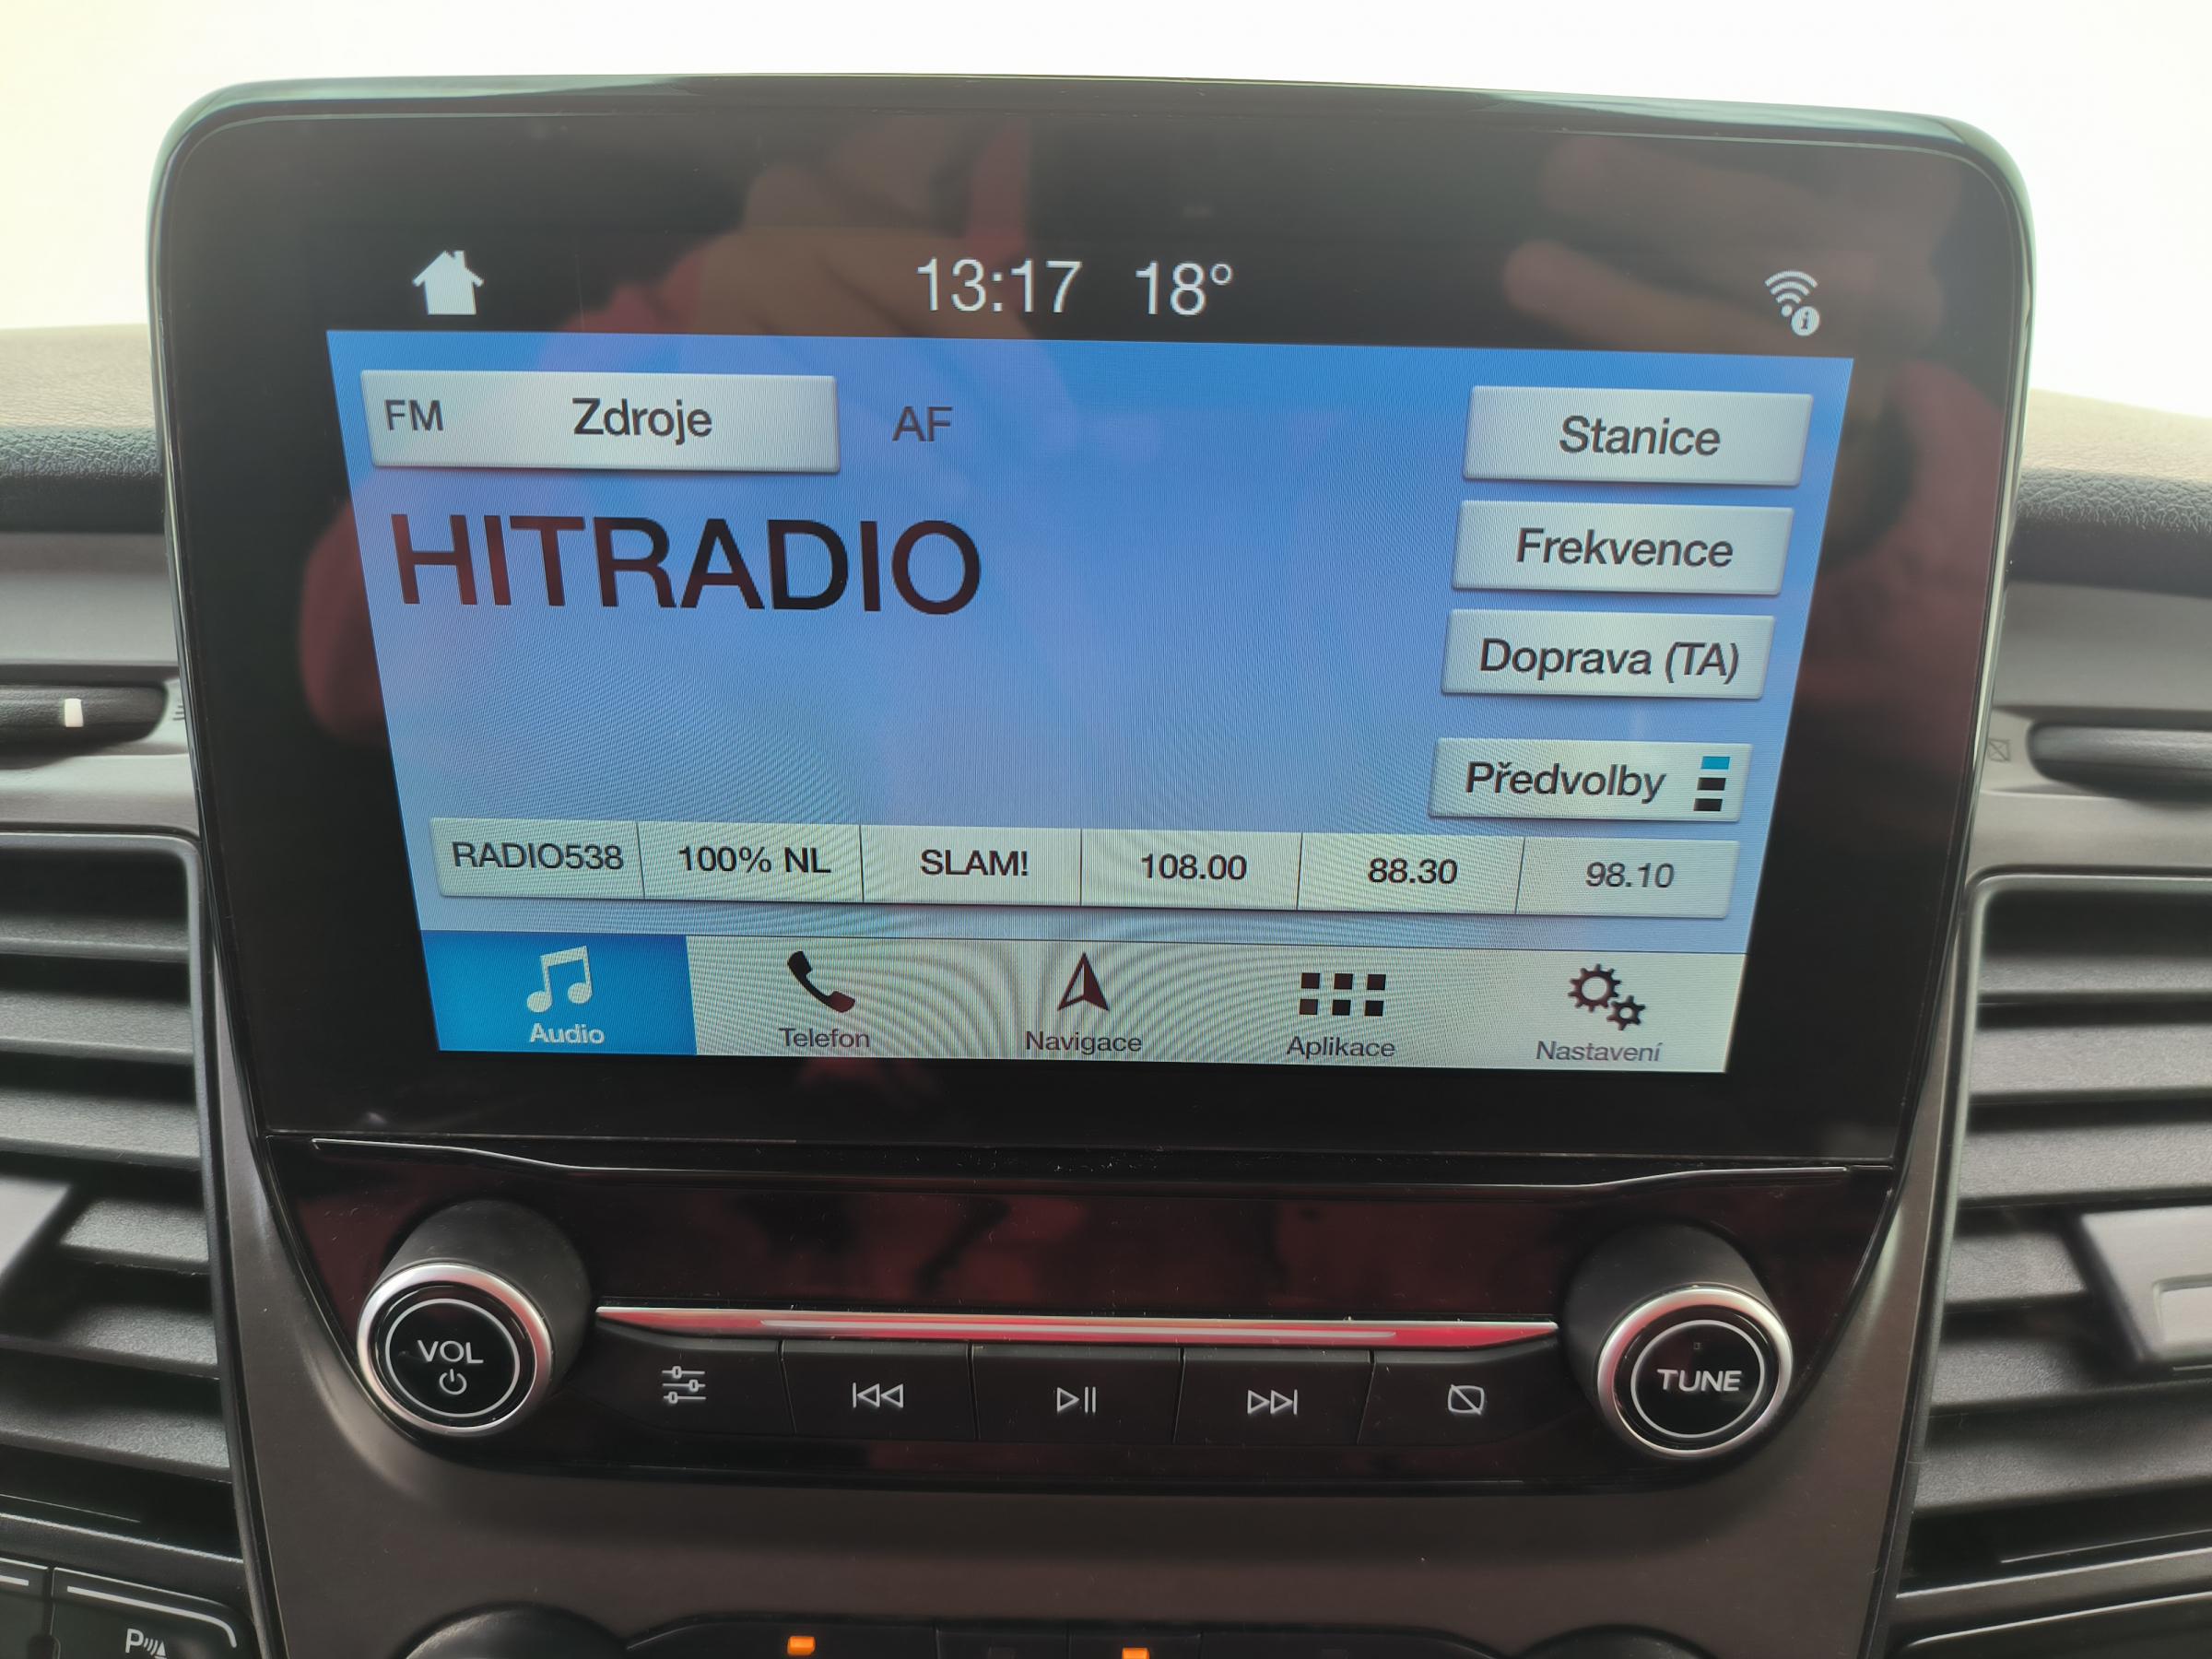 13:17 18°
FM Zdroje AF
Stanice
HITRADIO
Frekvence
Doprava (TA)
Předvolby
RADIO538 100% NL SLAM! 108.00 88.30 98.10
Audio Telefon Navigace Aplikace Nastavení
VOL
TUNE
P